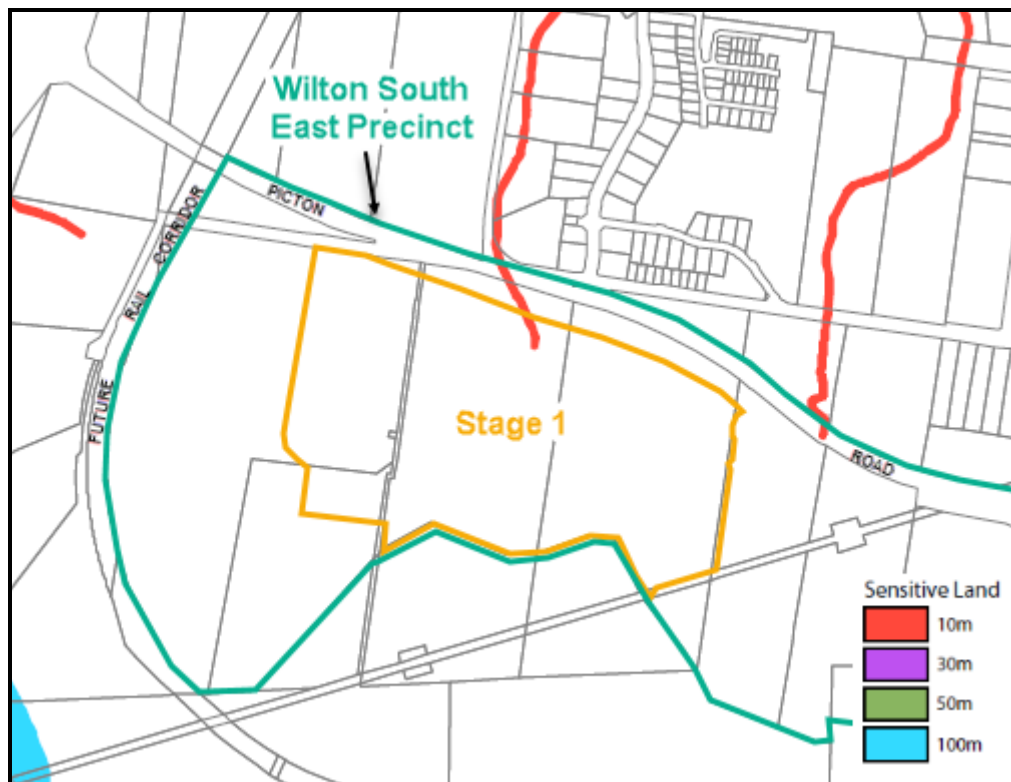 Wilton South
East Precinct
PICTON
CORRIDOR
RAIL
FUTURE
Stage 1
ROAD
Sensitive Land
10m
30m
50m
100m